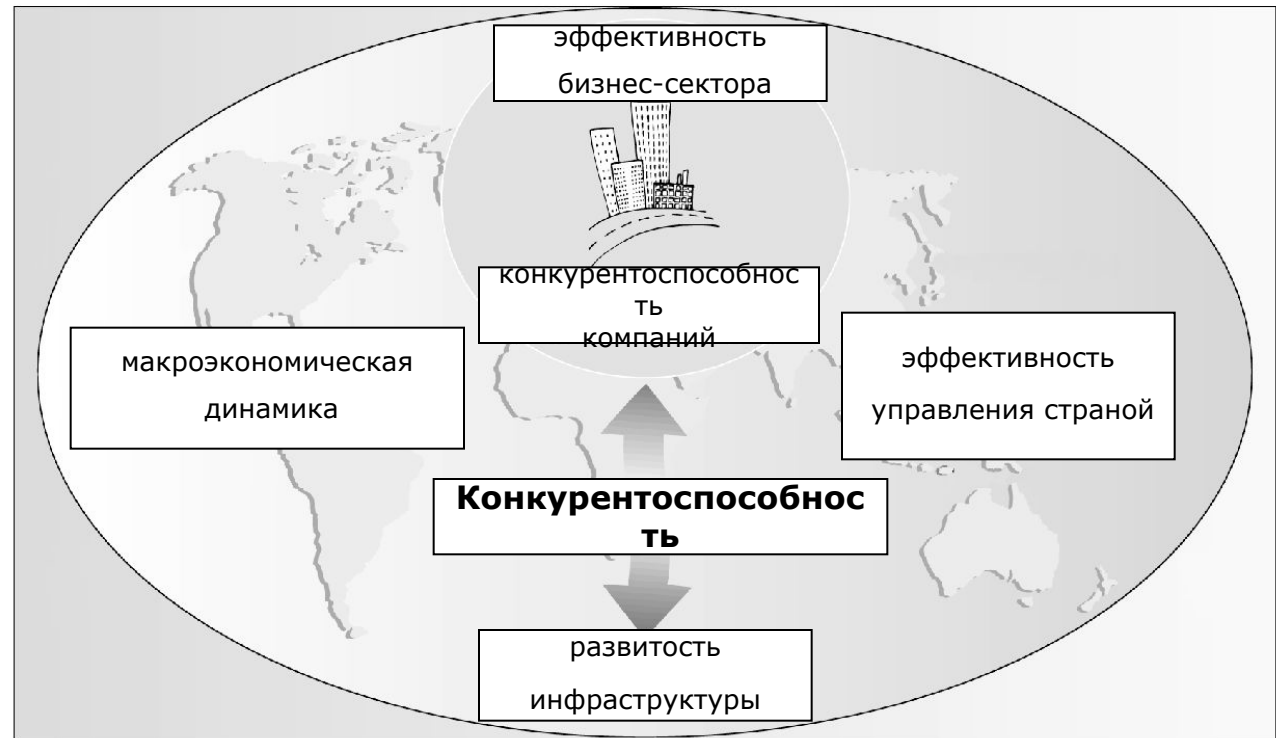 эффективность
бизнес-сектора
конкурентоспособнос
ть
компаний
макроэкономическая
динамика
эффективность
управления страной
Конкурентоспособнос
ть
развитость
инфраструктуры